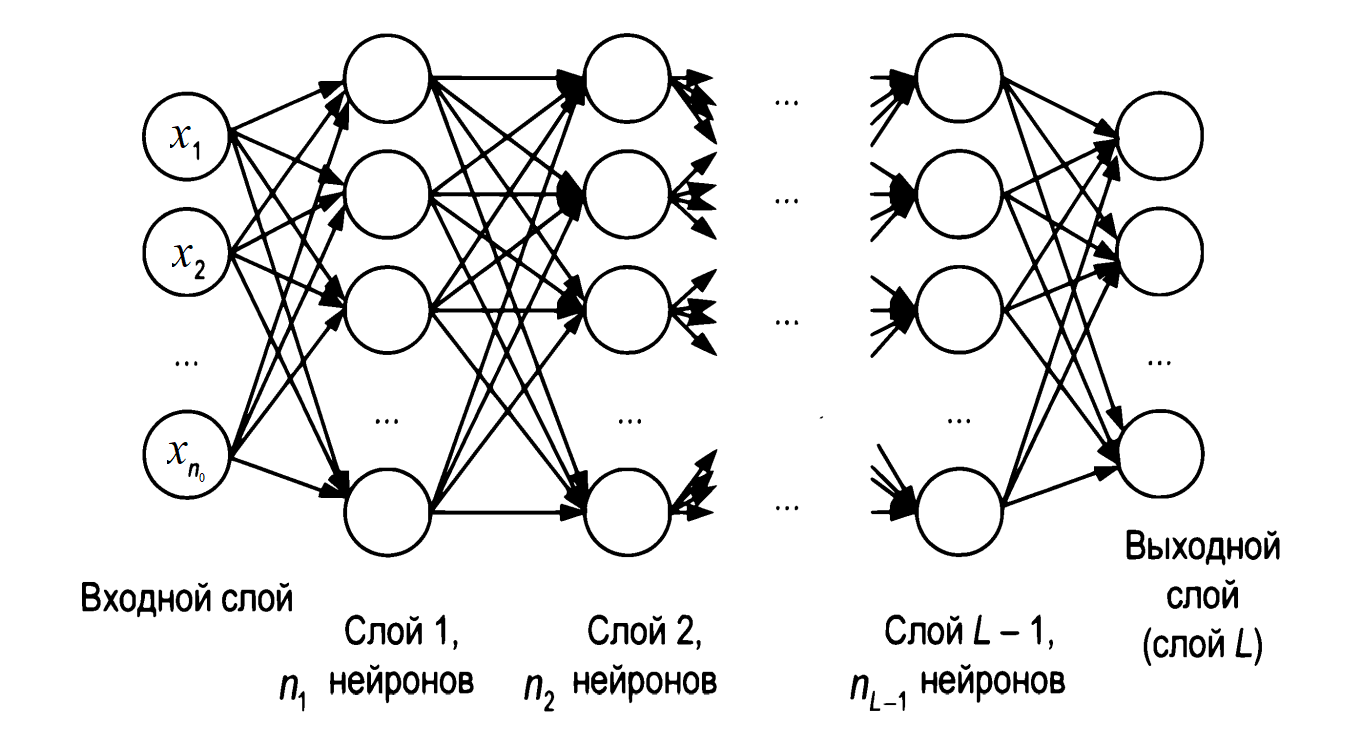 x₁
x₂
...
xₙ₀
...
...
...
...
...
...
...
...
Входной слой
Слой 1,
n₁ нейронов
Слой 2,
n₂ нейронов
Слой L – 1,
n_{L–1} нейронов
Выходной
слой
(слой L)